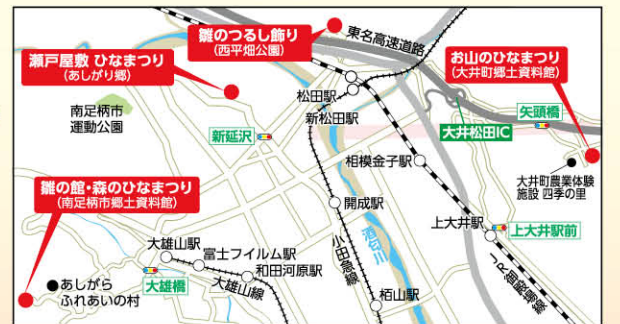 雛のつるし飾り
(西平畑公園)
東名高速道路
瀬戸屋敷 ひなまつり
(あしがり郷)
お山のひなまつり
(大井町郷土資料館)
松田駅
新松田駅
矢頭橋
南足柄市
運動公園
新延沢
大井松田IC
相模金子駅
大井町農業体験
施設 四季の里
雛の館・森のひなまつり
(南足柄市郷土資料館)
開成駅
酒匂川
上大井駅
上大井駅前
大雄山駅
富士フイルム駅
和田河原駅
小田急線
JR御殿場線
あしがら
ふれあいの村
大雄橋
大雄山線
栢山駅